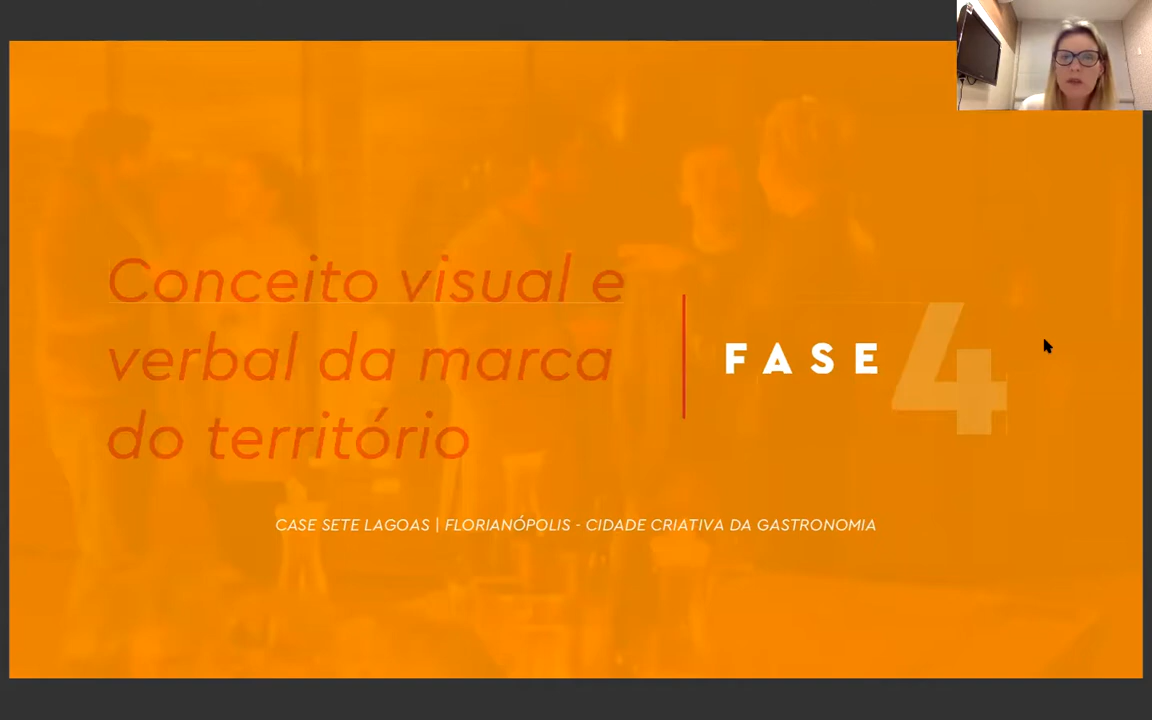 Conceito visual e
verbal da marca
do território
FASE 4
CASE SETE LAGOAS | FLORIANÓPOLIS - CIDADE CRIATIVA DA GASTRONOMIA